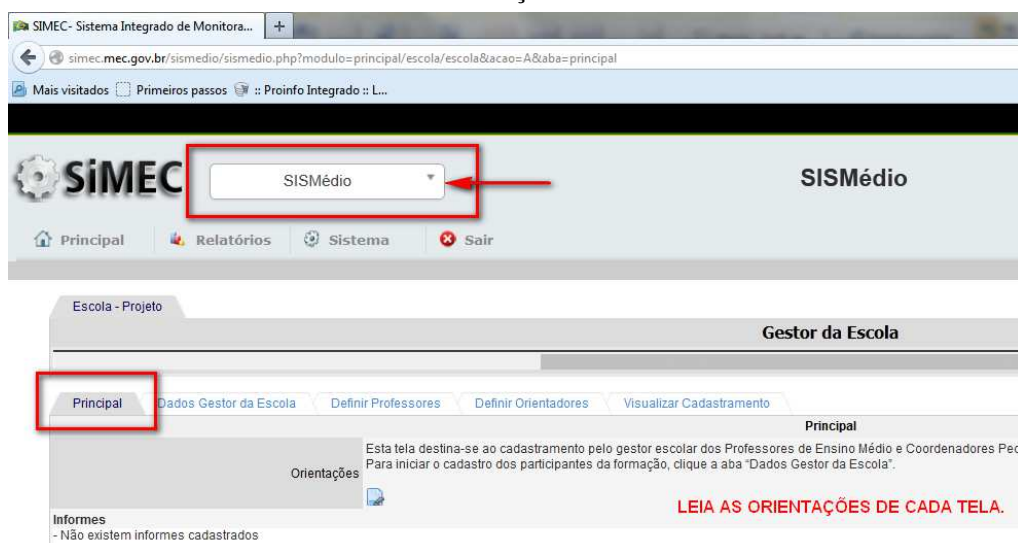 SIMEC- Sistema Integrado de Monitora...
simec.mec.gov.br/sismedio/sismedio.php?modulo=principal/escola/escola&acao=A&aba=principal
Mais visitados Primeiros passos :: Proinfo Integrado :: L...
SiMEC SISMédio SISMédio
Principal Relatórios Sistema Sair
Escola - Projeto
Gestor da Escola
Principal Dados Gestor da Escola Definir Professores Definir Orientadores Visualizar Cadastramento
Principal
Orientações
Esta tela destina-se ao cadastramento pelo gestor escolar dos Professores de Ensino Médio e Coordenadores Pec
Para iniciar o cadastro dos participantes da formação, clique a aba "Dados Gestor da Escola".
LEIA AS ORIENTAÇÕES DE CADA TELA.
Informes
- Não existem informes cadastrados